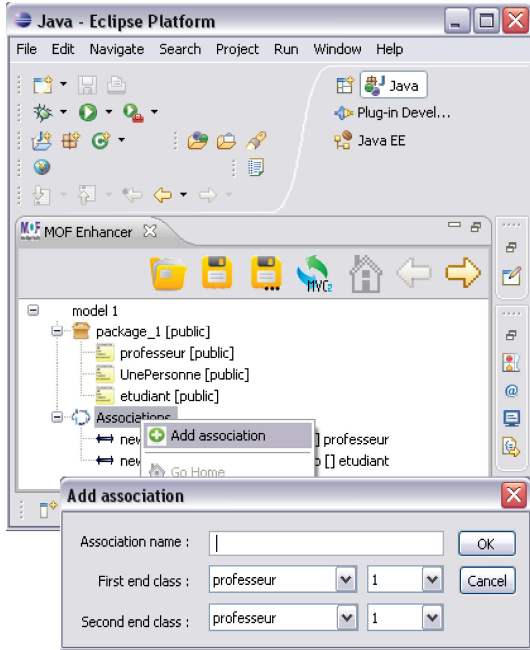 Java - Eclipse Platform
File Edit Navigate Search Project Run Window Help
Java
Plug-in Devel...
Java EE
MOF Enhancer
MVC2
model 1
package_1 [public]
professeur [public]
UnePersonne [public]
etudiant [public]
Associations
Add association
] professeur
[] etudiant
Go Home
Add association
Association name :
OK
First end class : professeur 1
Cancel
Second end class : professeur 1